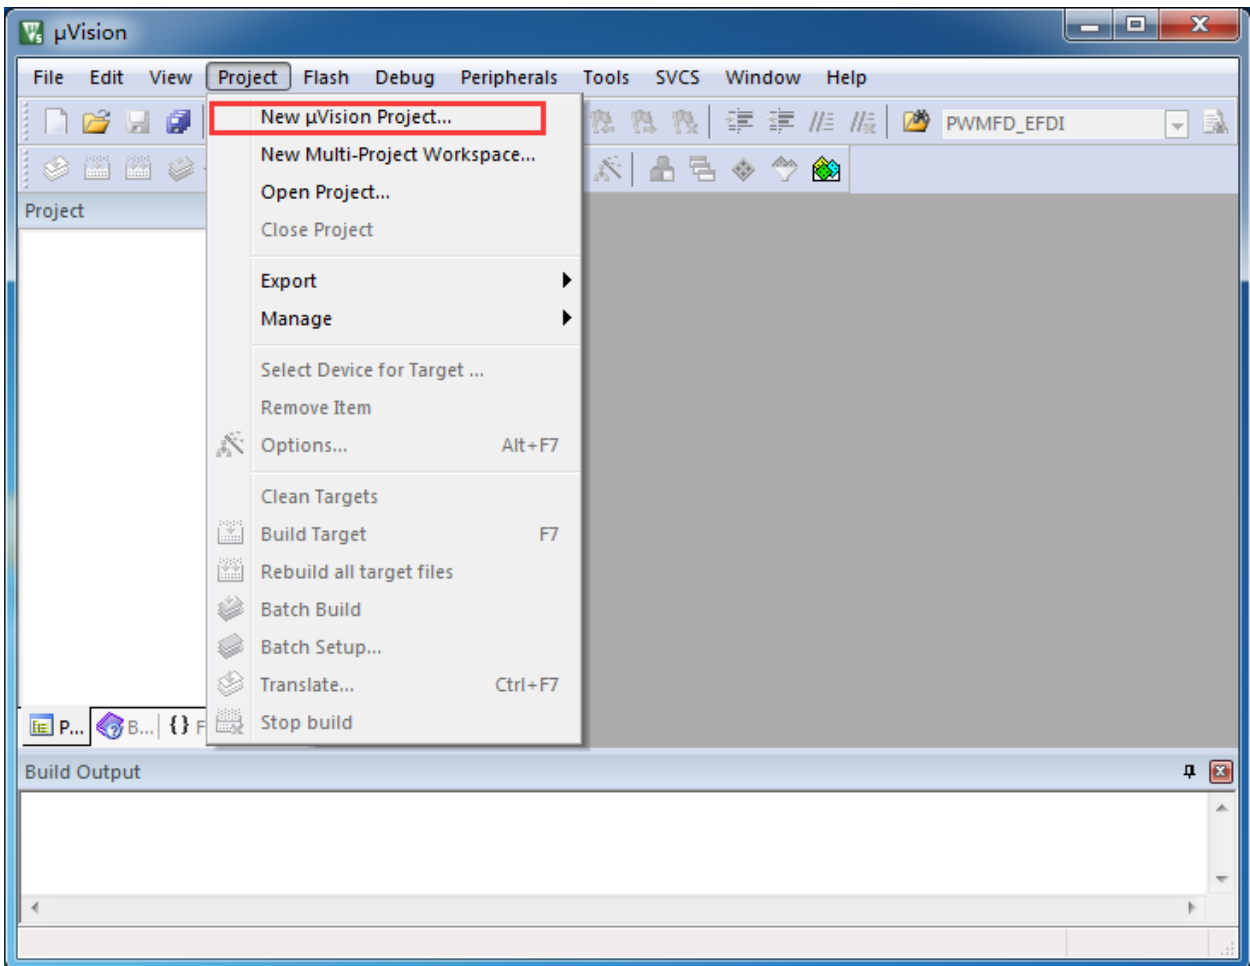 µVision
File Edit View Project Flash Debug Peripherals Tools SVCS Window Help
PWMFD_EFDI
Project
New µVision Project...
New Multi-Project Workspace...
Open Project...
Close Project
Export
Manage
Select Device for Target ...
Remove Item
Options... Alt+F7
Clean Targets
Build Target F7
Rebuild all target files
Batch Build
Batch Setup...
Translate... Ctrl+F7
Stop build
P... B... {} F
Build Output